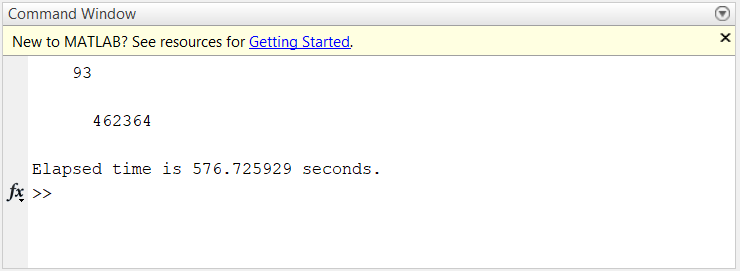 Command Window
New to MATLAB? See resources for Getting Started.
93
462364
Elapsed time is 576.725929 seconds.
fx >>